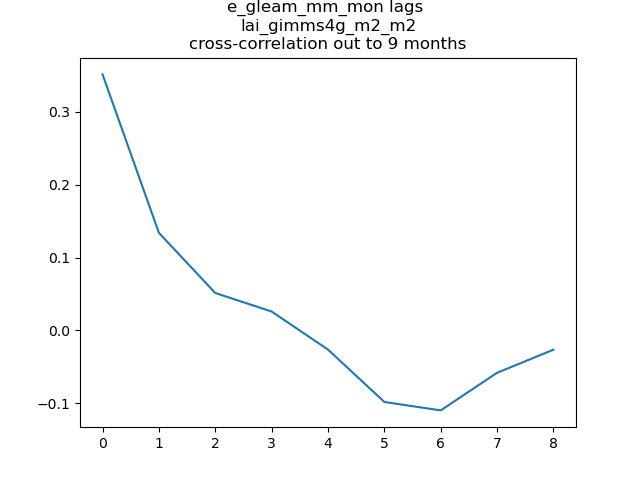 e_gleam_mm_mon lags
lai_gimms4g_m2_m2
cross-correlation out to 9 months
0.3
0.2
0.1
0.0
−0.1
0 1 2 3 4 5 6 7 8